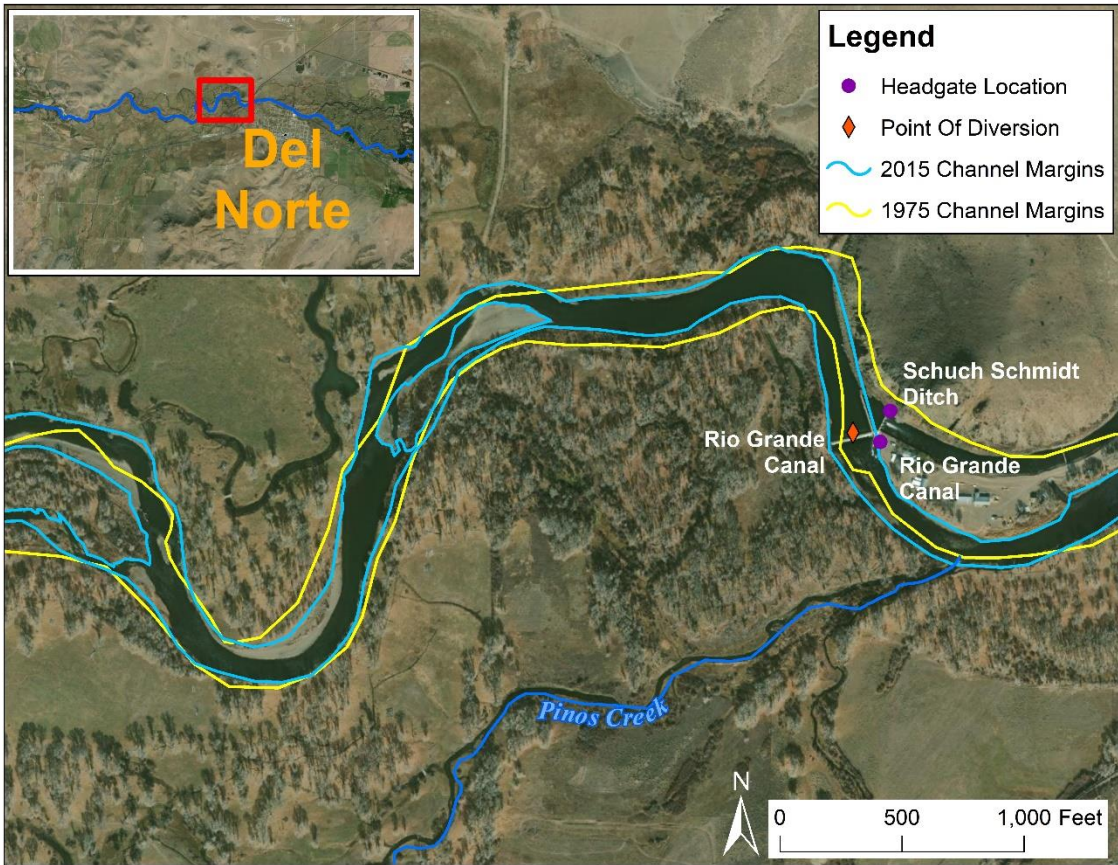 Del
Norte
Legend
Headgate Location
Point Of Diversion
2015 Channel Margins
1975 Channel Margins
Schuch Schmidt
Ditch
Rio Grande
Canal
Rio Grande
Canal
Pinos Creek
N
0 500 1,000 Feet